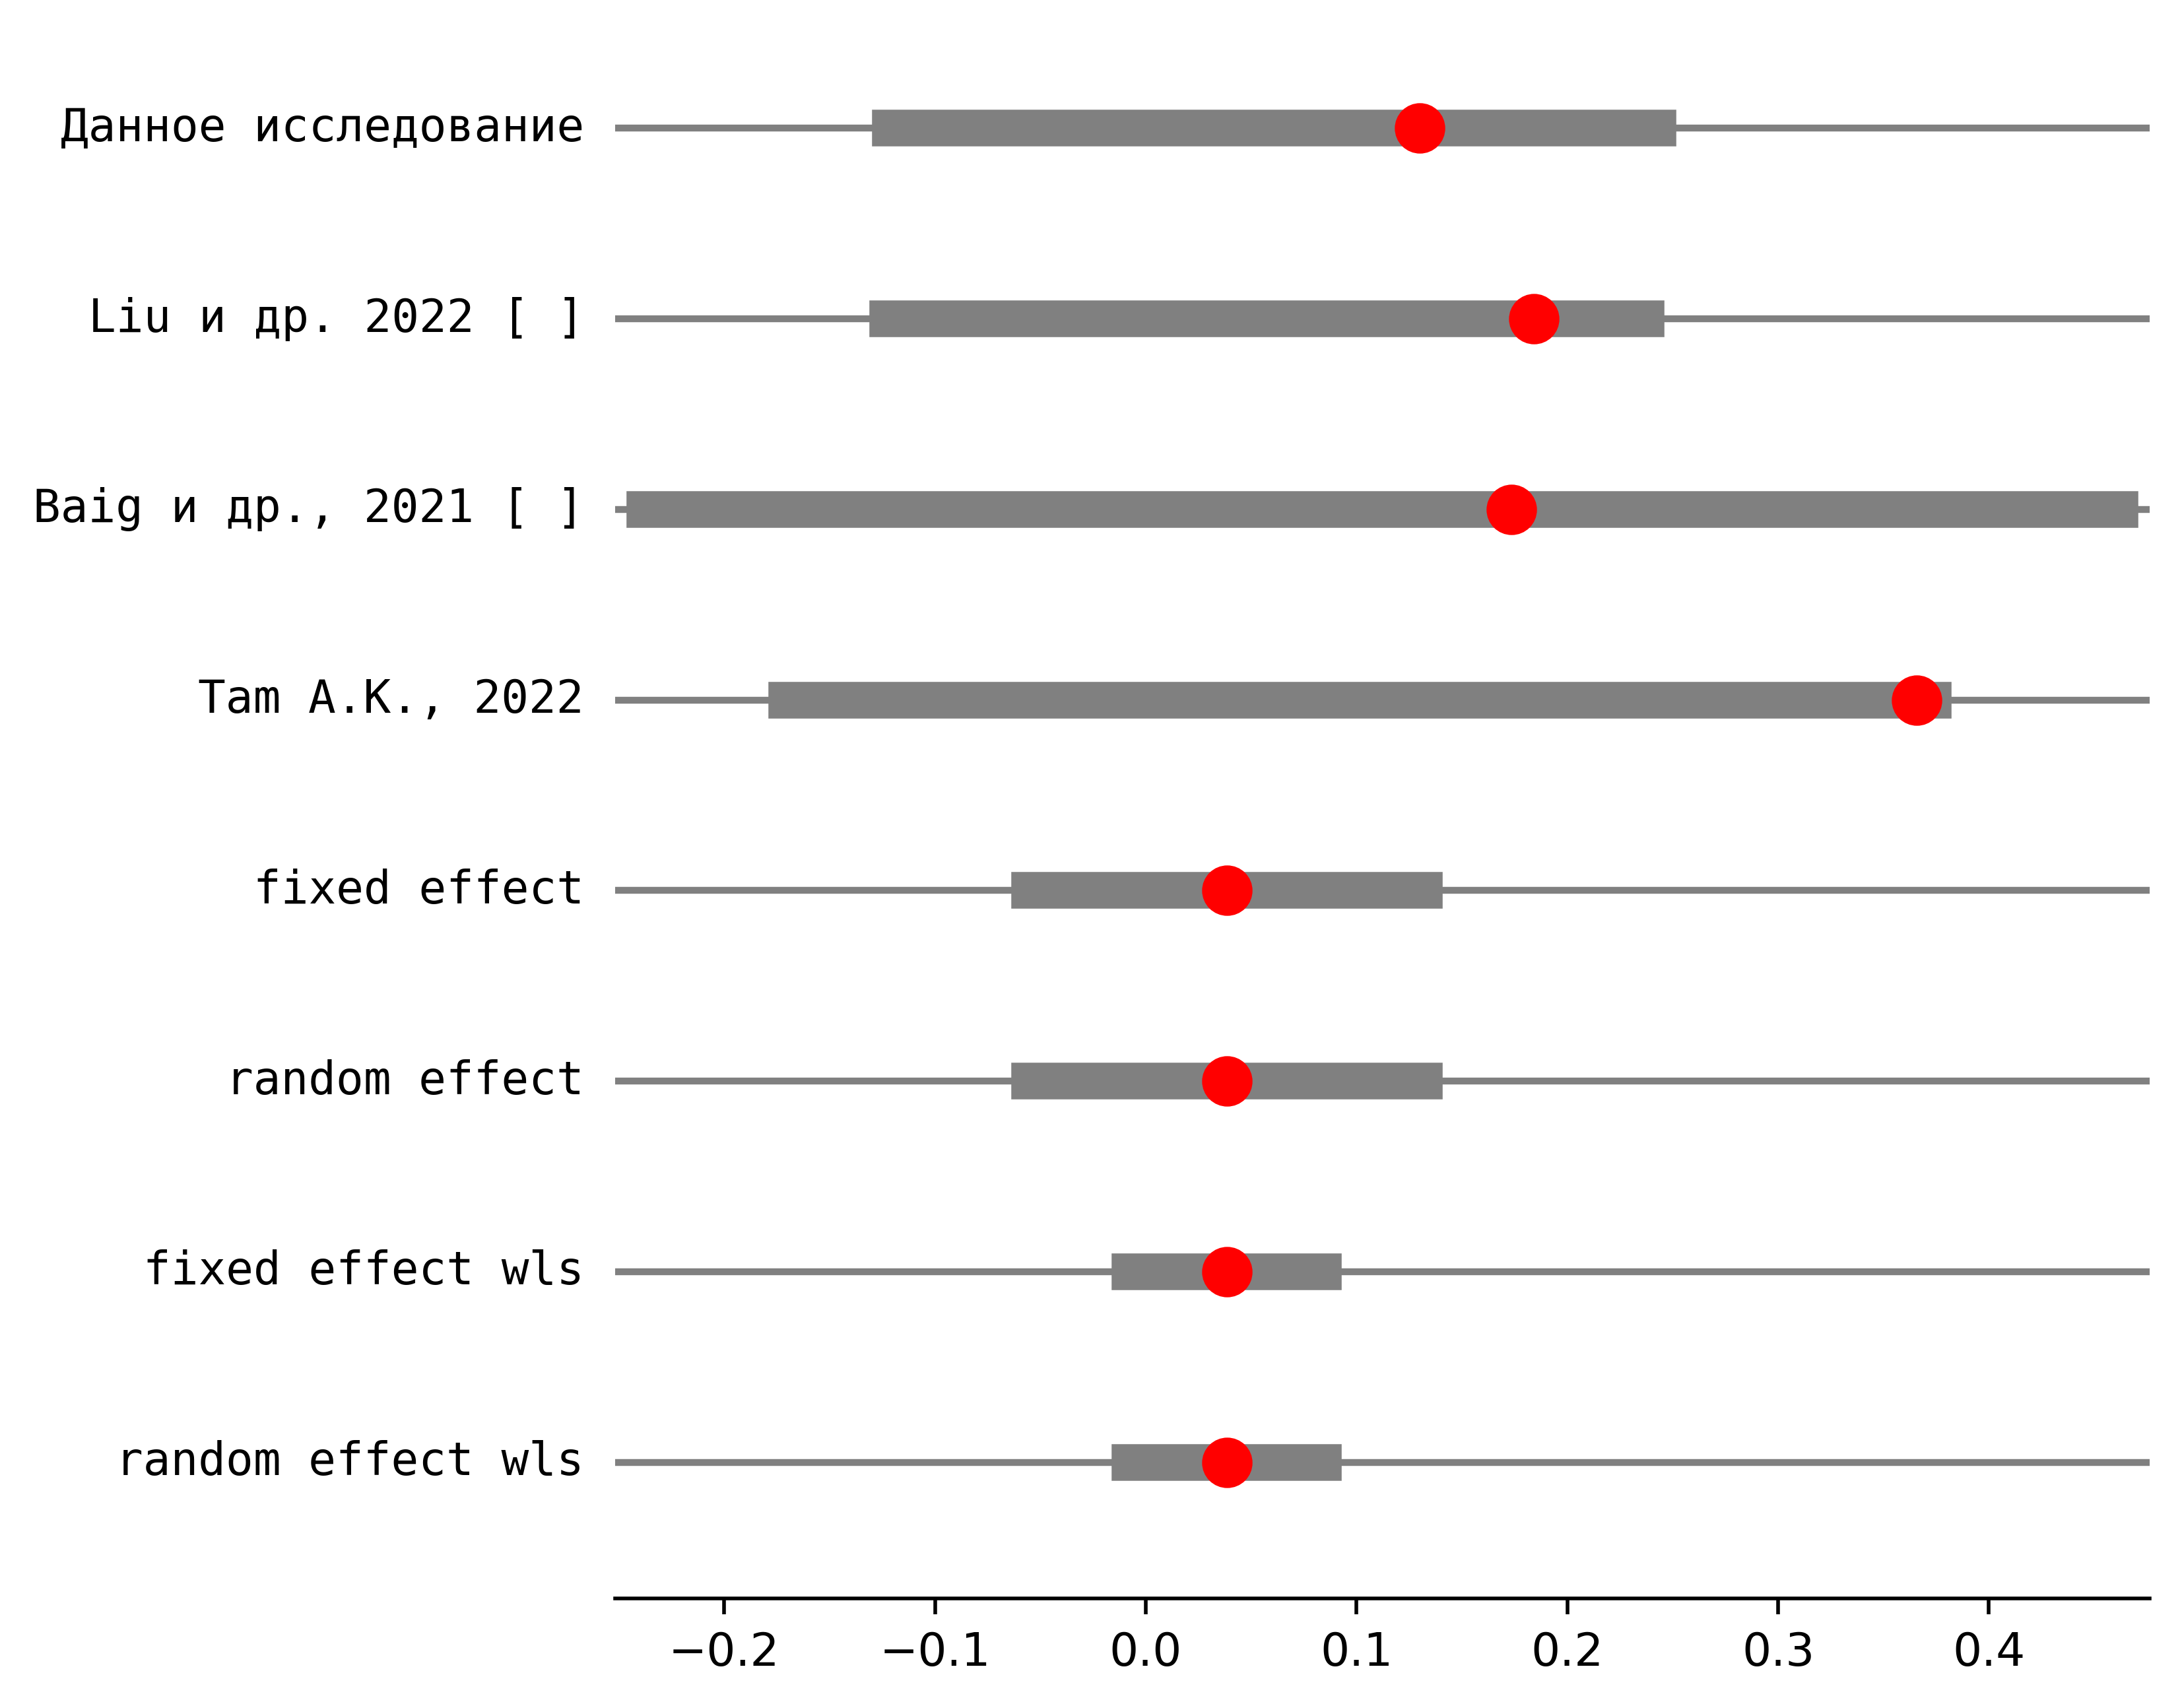 Данное исследование
Liu и др. 2022 [ ]
Baig и др., 2021 [ ]
Tam A.K., 2022
fixed effect
random effect
fixed effect wls
random effect wls
−0.2 −0.1 0.0 0.1 0.2 0.3 0.4